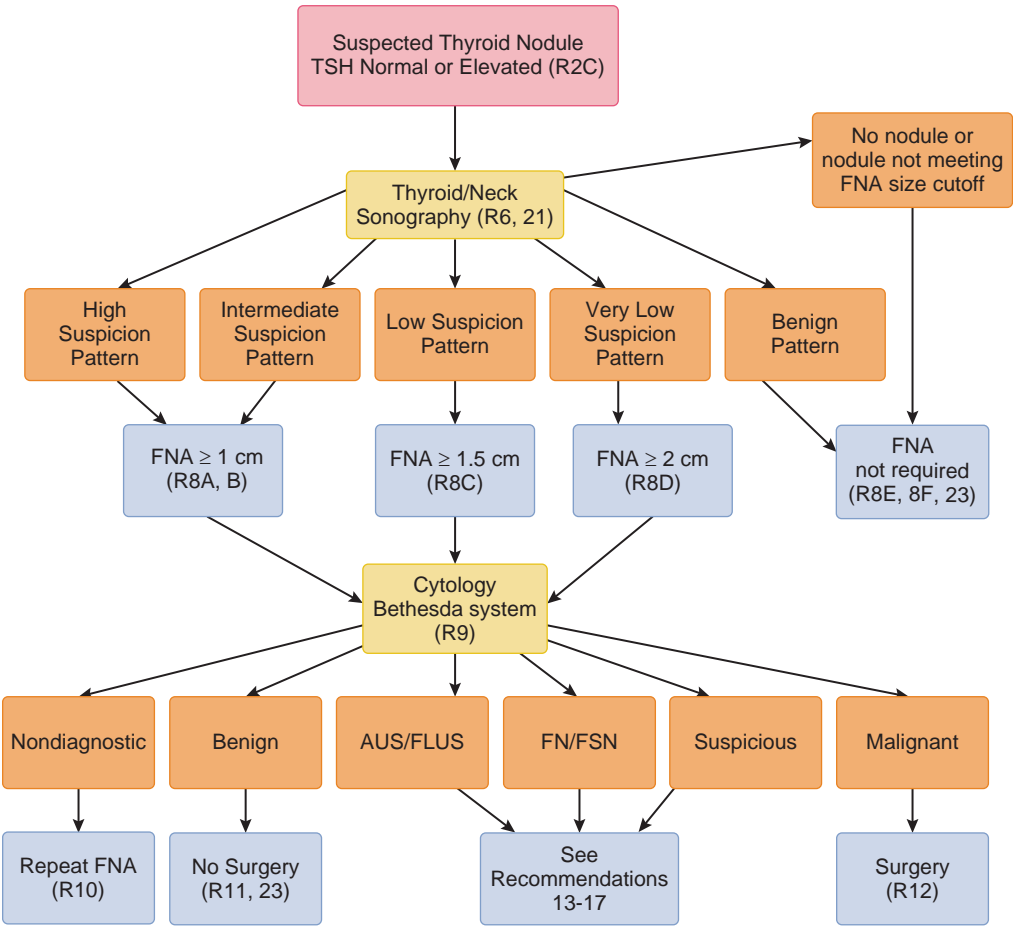 Suspected Thyroid Nodule
TSH Normal or Elevated (R2C)
No nodule or
nodule not meeting
FNA size cutoff
Thyroid/Neck
Sonography (R6, 21)
High
Suspicion
Pattern
Intermediate
Suspicion
Pattern
Low Suspicion
Pattern
Very Low
Suspicion
Pattern
Benign
Pattern
FNA ≥ 1 cm
(R8A, B)
FNA ≥ 1.5 cm
(R8C)
FNA ≥ 2 cm
(R8D)
FNA
not required
(R8E, 8F, 23)
Cytology
Bethesda system
(R9)
Nondiagnostic
Benign
AUS/FLUS
FN/FSN
Suspicious
Malignant
Repeat FNA
(R10)
No Surgery
(R11, 23)
See
Recommendations
13-17
Surgery
(R12)